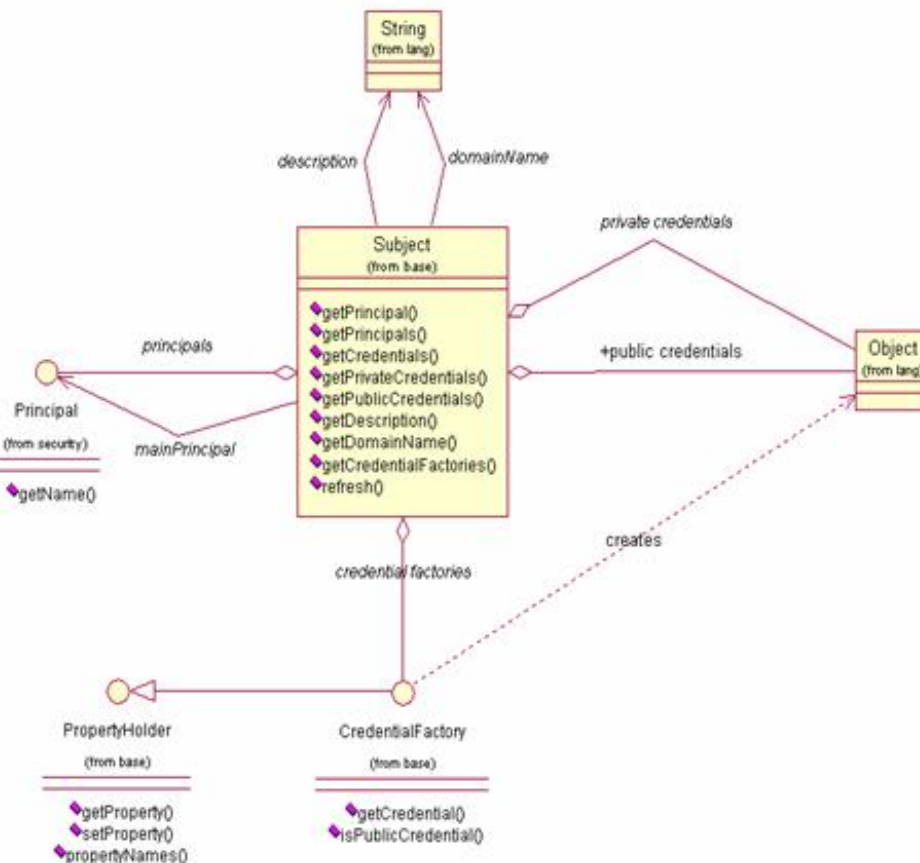 String
(from lang)
description
domainName
private credentials
Subject
(from base)
getPrincipal()
getPrincipals()
getCredentials()
getPrivateCredentials()
getPublicCredentials()
getDescription()
getDomainName()
getCredentialFactories()
refresh()
principals
mainPrincipal
Principal
(from security)
getName()
+public credentials
Object
(from lang)
creates
credential factories
PropertyHolder
(from base)
getProperty()
setProperty()
propertyNames()
CredentialFactory
(from base)
getCredential()
isPublicCredential()